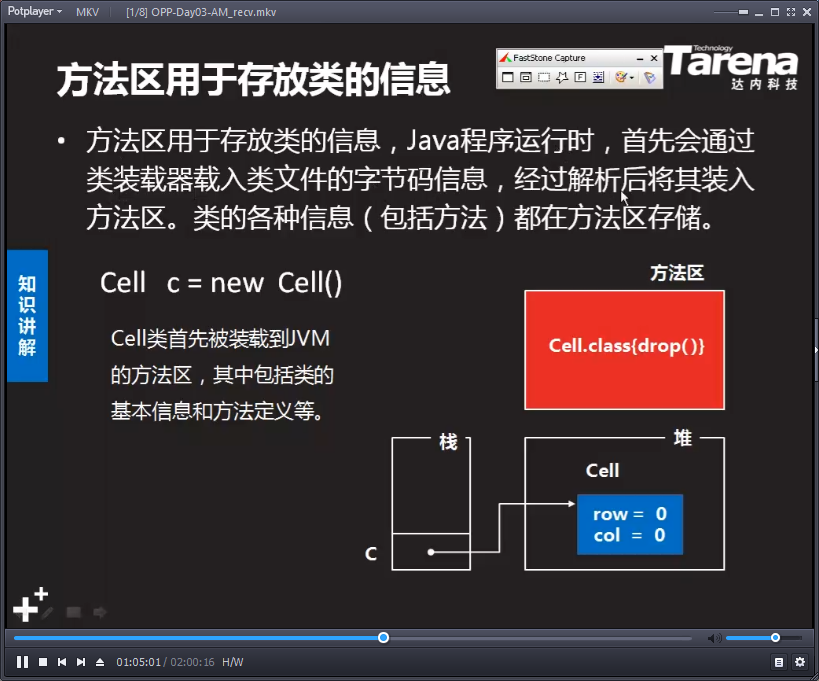 Potplayer MKV [1/8] OPP-Day03-AM_recv.mkv
方法区用于存放类的信息
FastStone Capture
Technology
Tarena
达内科技
• 方法区用于存放类的信息，Java程序运行时，首先会通过
类装载器载入类文件的字节码信息，经过解析后将其装入
方法区。类的各种信息（包括方法）都在方法区存储。
知识讲解
Cell c = new Cell()
Cell类首先被装载到JVM
的方法区，其中包括类的
基本信息和方法定义等。
方法区
Cell.class{drop()}
栈
C
堆
Cell
row = 0
col = 0
01:05:01 / 02:00:16 H/W